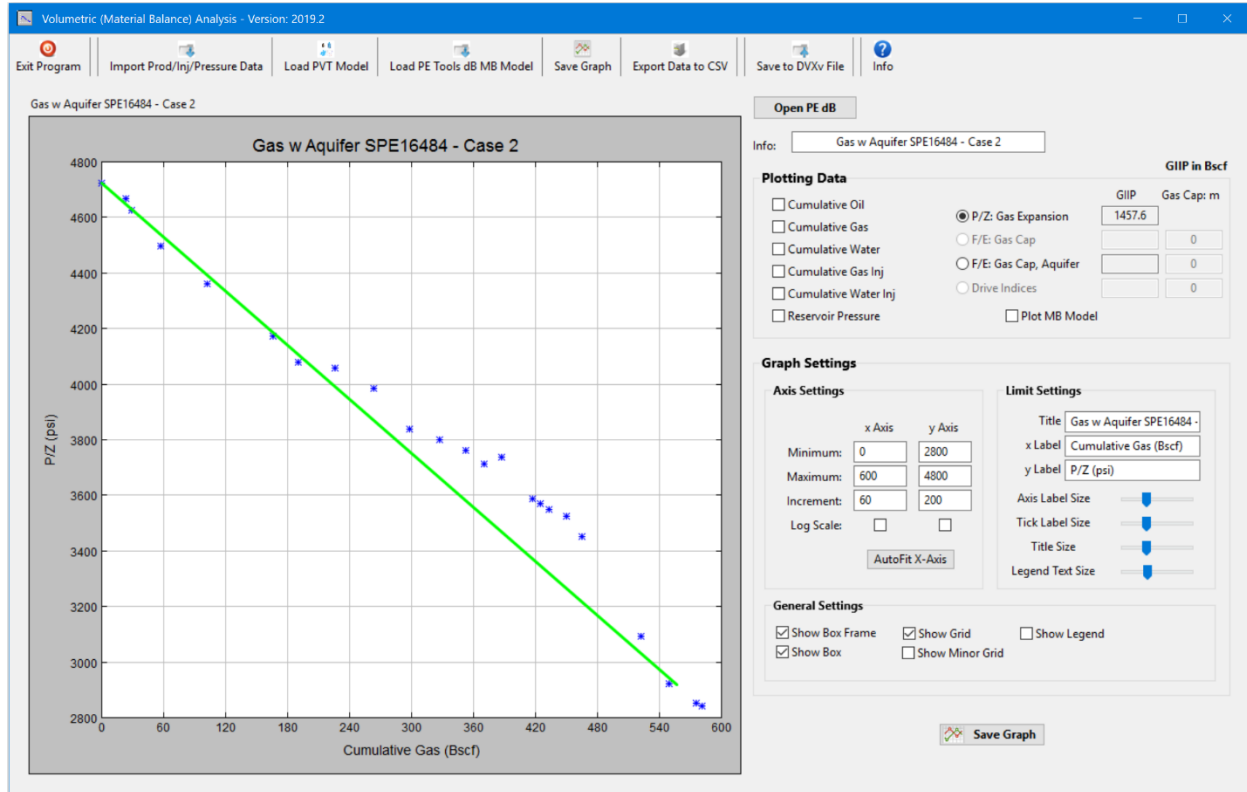 Volumetric (Material Balance) Analysis - Version: 2019.2
Exit Program
Import Prod/Inj/Pressure Data
Load PVT Model
Load PE Tools dB MB Model
Save Graph
Export Data to CSV
Save to DVXv File
Info
Gas w Aquifer SPE16484 - Case 2
Gas w Aquifer SPE16484 - Case 2
4800
4600
4400
4200
4000
3800
3600
3400
3200
3000
2800
P/Z (psi)
0 60 120 180 240 300 360 420 480 540 600
Cumulative Gas (Bscf)
Open PE dB
Info: Gas w Aquifer SPE16484 - Case 2
GIIP in Bscf
Plotting Data
GIIP Gas Cap: m
Cumulative Oil
Cumulative Gas
Cumulative Water
Cumulative Gas Inj
Cumulative Water Inj
Reservoir Pressure
P/Z: Gas Expansion 1457.6
F/E: Gas Cap 0
F/E: Gas Cap, Aquifer 0
Drive Indices 0
Plot MB Model
Graph Settings
Axis Settings
x Axis y Axis
Minimum: 0 2800
Maximum: 600 4800
Increment: 60 200
Log Scale:
AutoFit X-Axis
Limit Settings
Title Gas w Aquifer SPE16484 -
x Label Cumulative Gas (Bscf)
y Label P/Z (psi)
Axis Label Size
Tick Label Size
Title Size
Legend Text Size
General Settings
Show Box Frame Show Grid Show Legend
Show Box Show Minor Grid
Save Graph